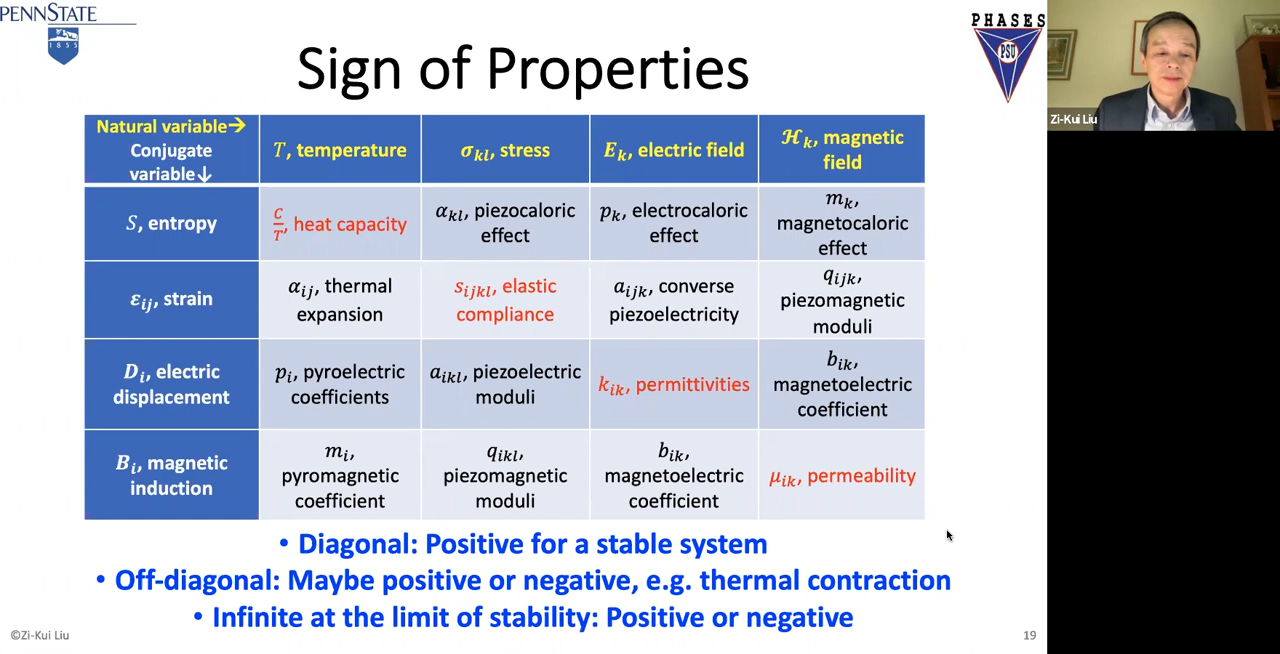 PENNSTATE
1855
PHASES
PSU
Zi-Kui Liu
Sign of Properties
Natural variable→
Conjugate
variable↓
T, temperature
σkl, stress
Ek, electric field
ℋk, magnetic
field
S, entropy
C/T, heat capacity
αkl, piezocaloric
effect
pk, electrocaloric
effect
mk,
magnetocaloric
effect
εij, strain
αij, thermal
expansion
sijkl, elastic
compliance
aijk, converse
piezoelectricity
qijk,
piezomagnetic
moduli
Di, electric
displacement
pi, pyroelectric
coefficients
aikl, piezoelectric
moduli
kik, permittivities
bik,
magnetoelectric
coefficient
Bi, magnetic
induction
mi,
pyromagnetic
coefficient
qikl,
piezomagnetic
moduli
bik,
magnetoelectric
coefficient
μik, permeability
• Diagonal: Positive for a stable system
• Off-diagonal: Maybe positive or negative, e.g. thermal contraction
• Infinite at the limit of stability: Positive or negative
©Zi-Kui Liu
19